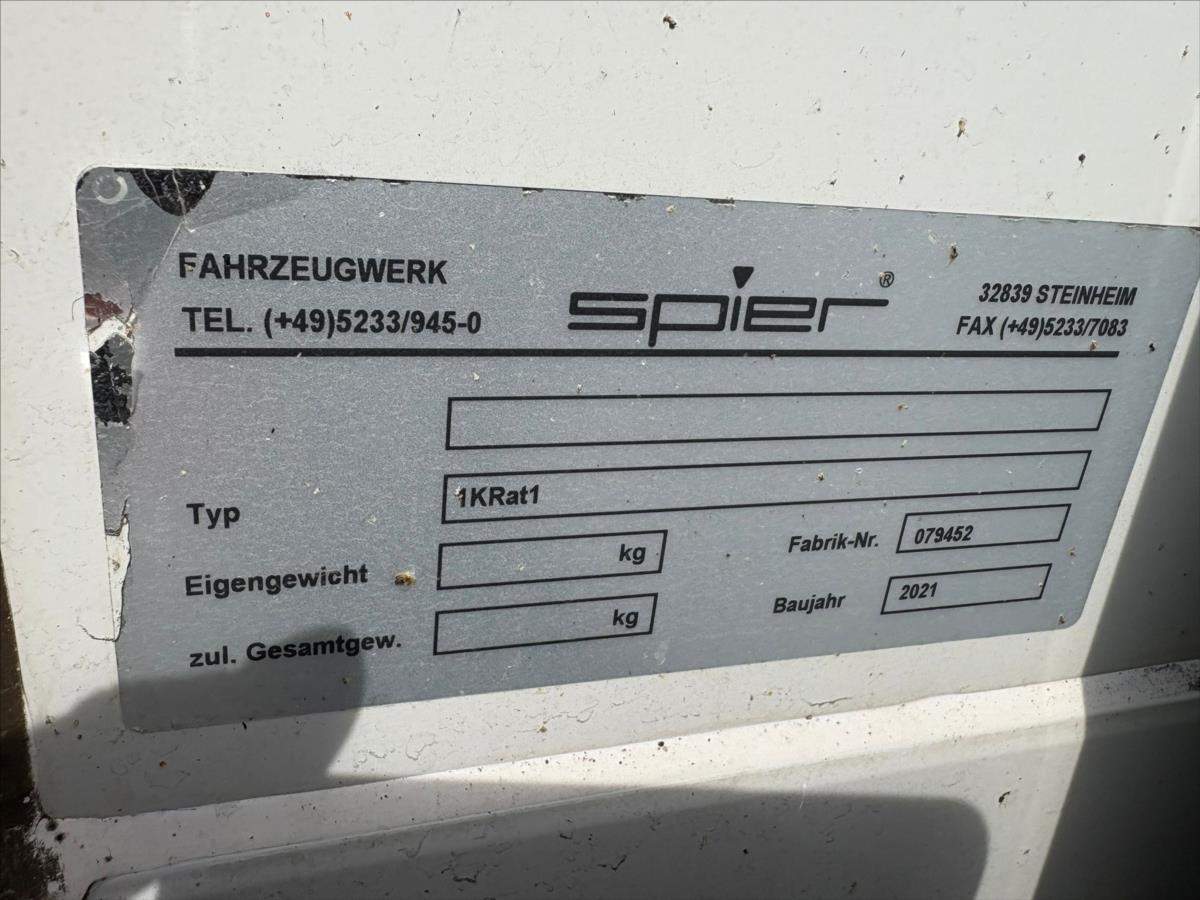 FAHRZEUGWERK
TEL. (+49)5233/945-0
spier®
32839 STEINHEIM
FAX (+49)5233/7083
Typ 1KRat1
Eigengewicht kg
Fabrik-Nr. 079452
zul. Gesamtgew. kg
Baujahr 2021